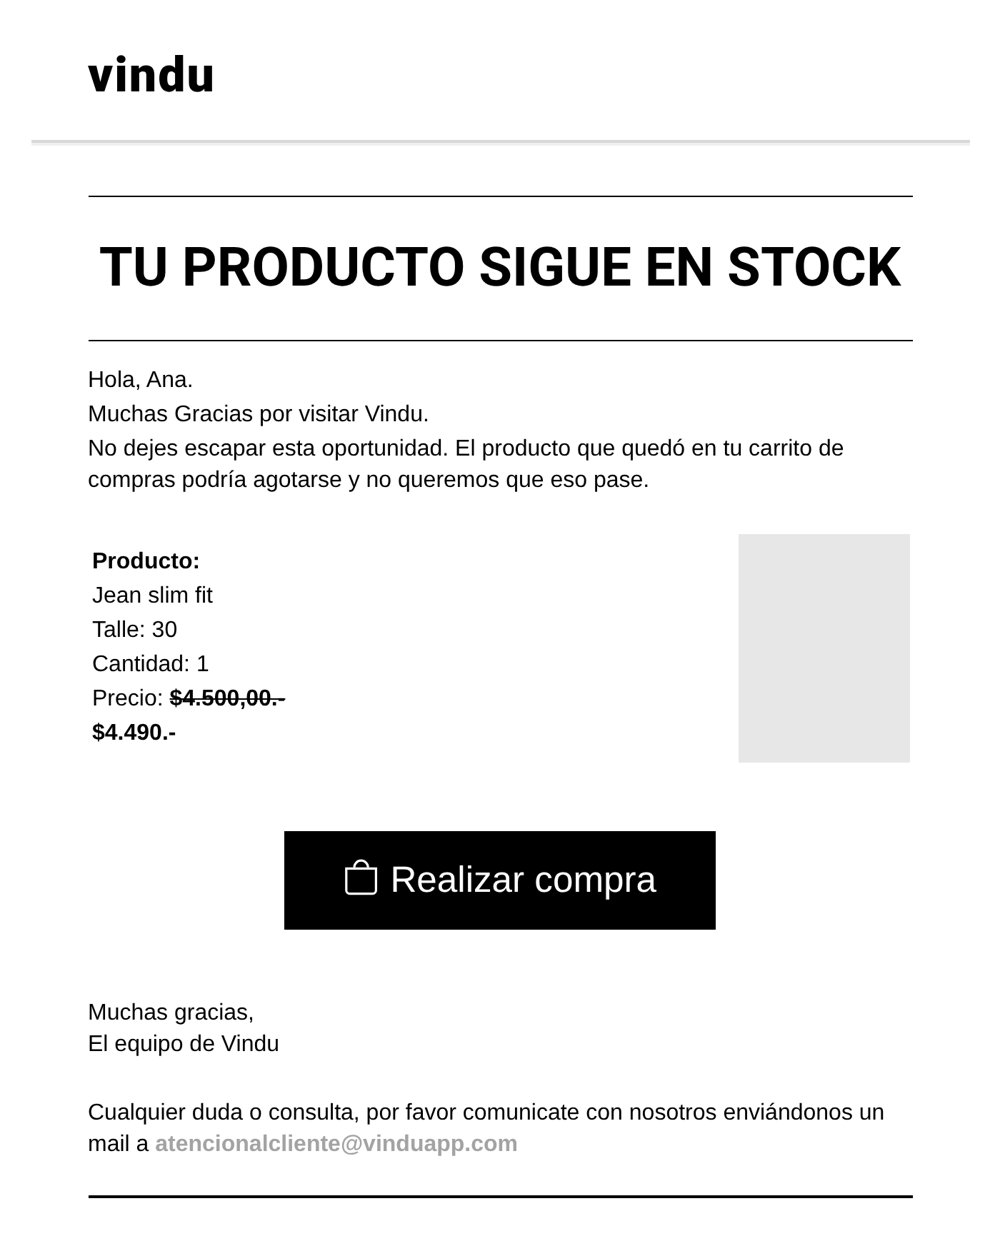 vindu
TU PRODUCTO SIGUE EN STOCK
Hola, Ana.
Muchas Gracias por visitar Vindu.
No dejes escapar esta oportunidad. El producto que quedó en tu carrito de
compras podría agotarse y no queremos que eso pase.
Producto:
Jean slim fit
Talle: 30
Cantidad: 1
Precio: $4.500,00.-
$4.490.-
Realizar compra
Muchas gracias,
El equipo de Vindu
Cualquier duda o consulta, por favor comunicate con nosotros enviándonos un
mail a atencionalcliente@vinduapp.com